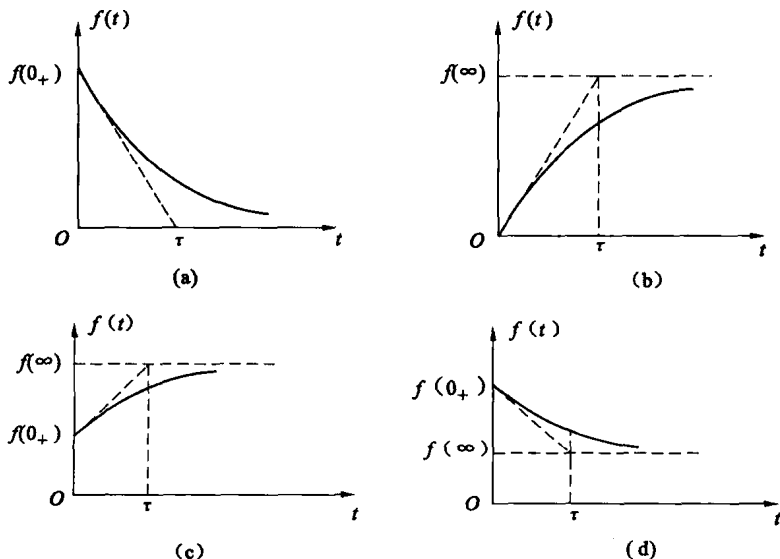 f(t)
f(0+)
O
τ
t
(a)
f(t)
f(∞)
O
τ
t
(b)
f(t)
f(∞)
f(0+)
O
τ
t
(c)
f(t)
f(0+)
f(∞)
O
τ
t
(d)